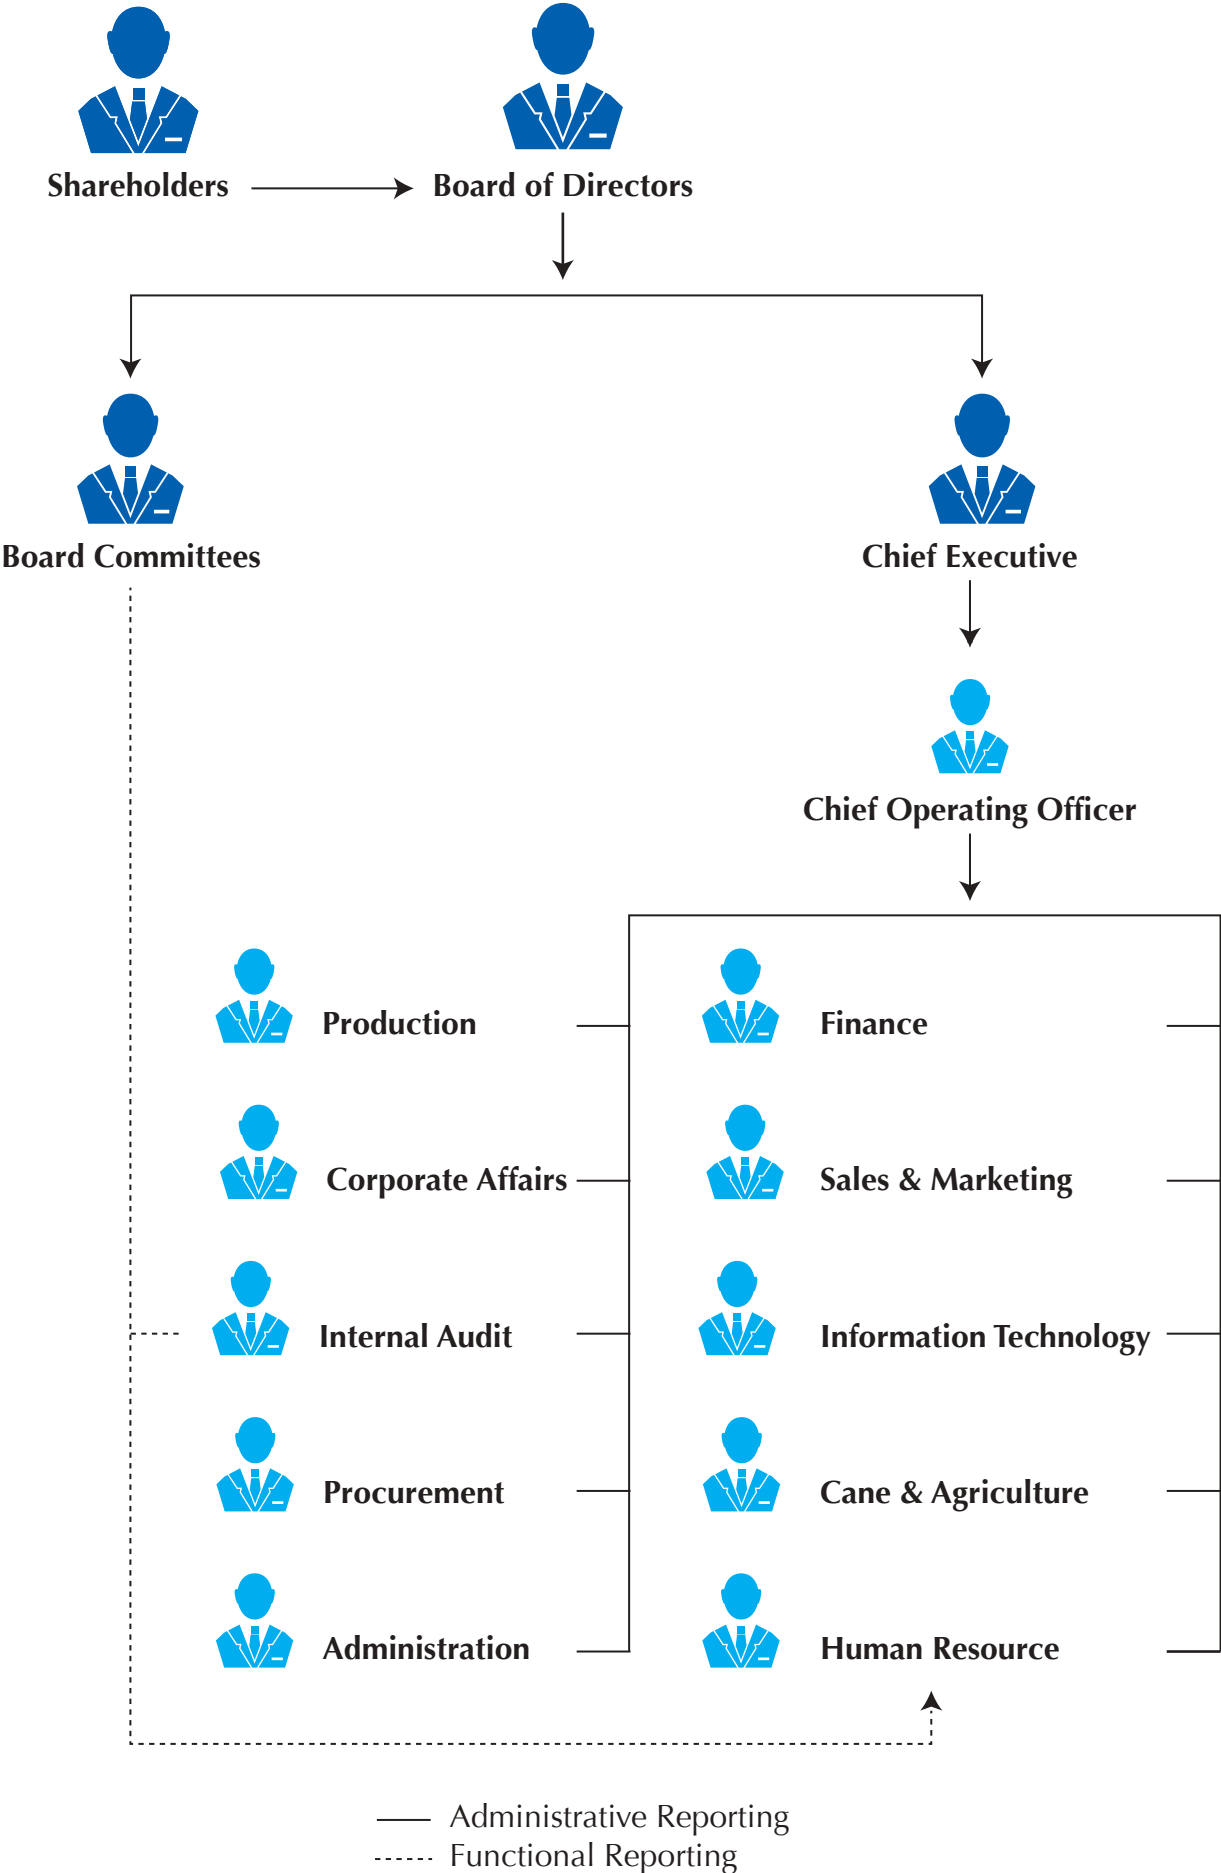 Shareholders
Board of Directors
Board Committees
Chief Executive
Chief Operating Officer
Production
Finance
Corporate Affairs
Sales & Marketing
Internal Audit
Information Technology
Procurement
Cane & Agriculture
Administration
Human Resource
Administrative Reporting
Functional Reporting